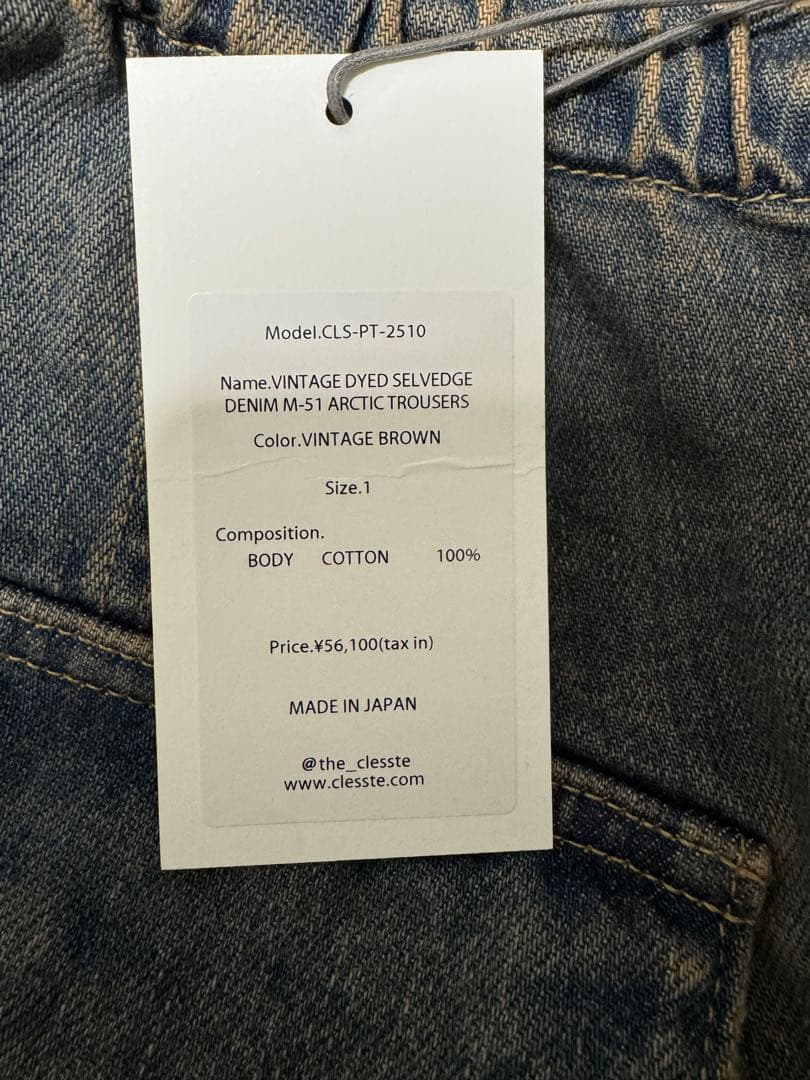 Model.CLS-PT-2510
Name.VINTAGE DYED SELVEDGE
DENIM M-51 ARCTIC TROUSERS
Color.VINTAGE BROWN
Size.1
Composition.
BODY COTTON 100%
Price.¥56,100(tax in)
MADE IN JAPAN
@the_clesste
www.clesste.com